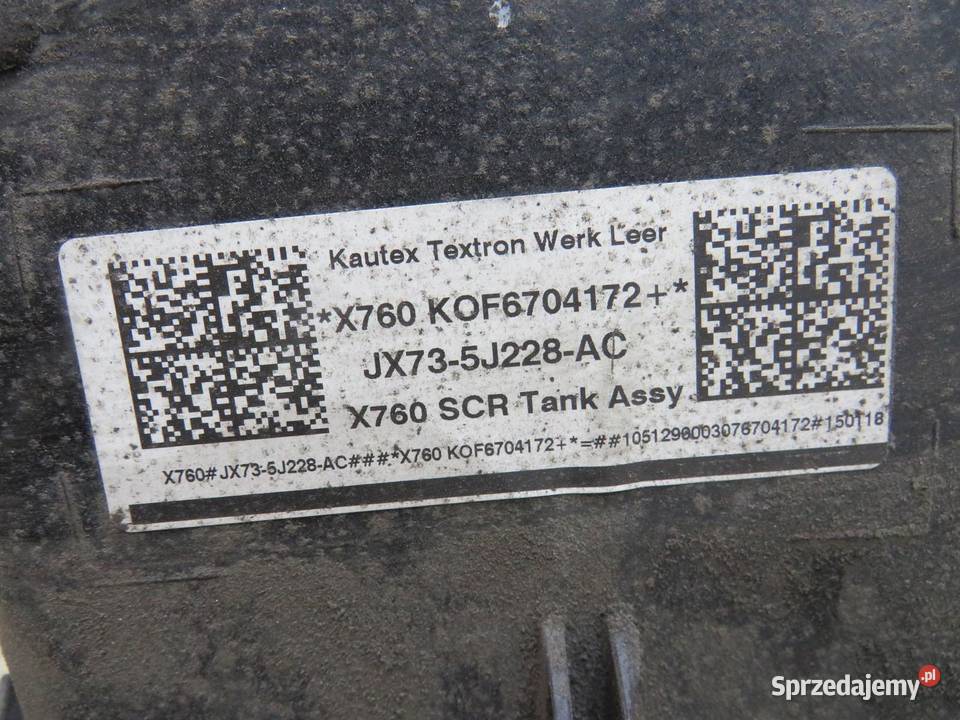 Kautex Textron Werk Leer
*X760 KOF6704172+*
JX73-5J228-AC
X760 SCR Tank Assy
X760#JX73-5J228-AC###*X760 KOF6704172+*=##1051290003076704172#150118
Sprzedajemy.pl